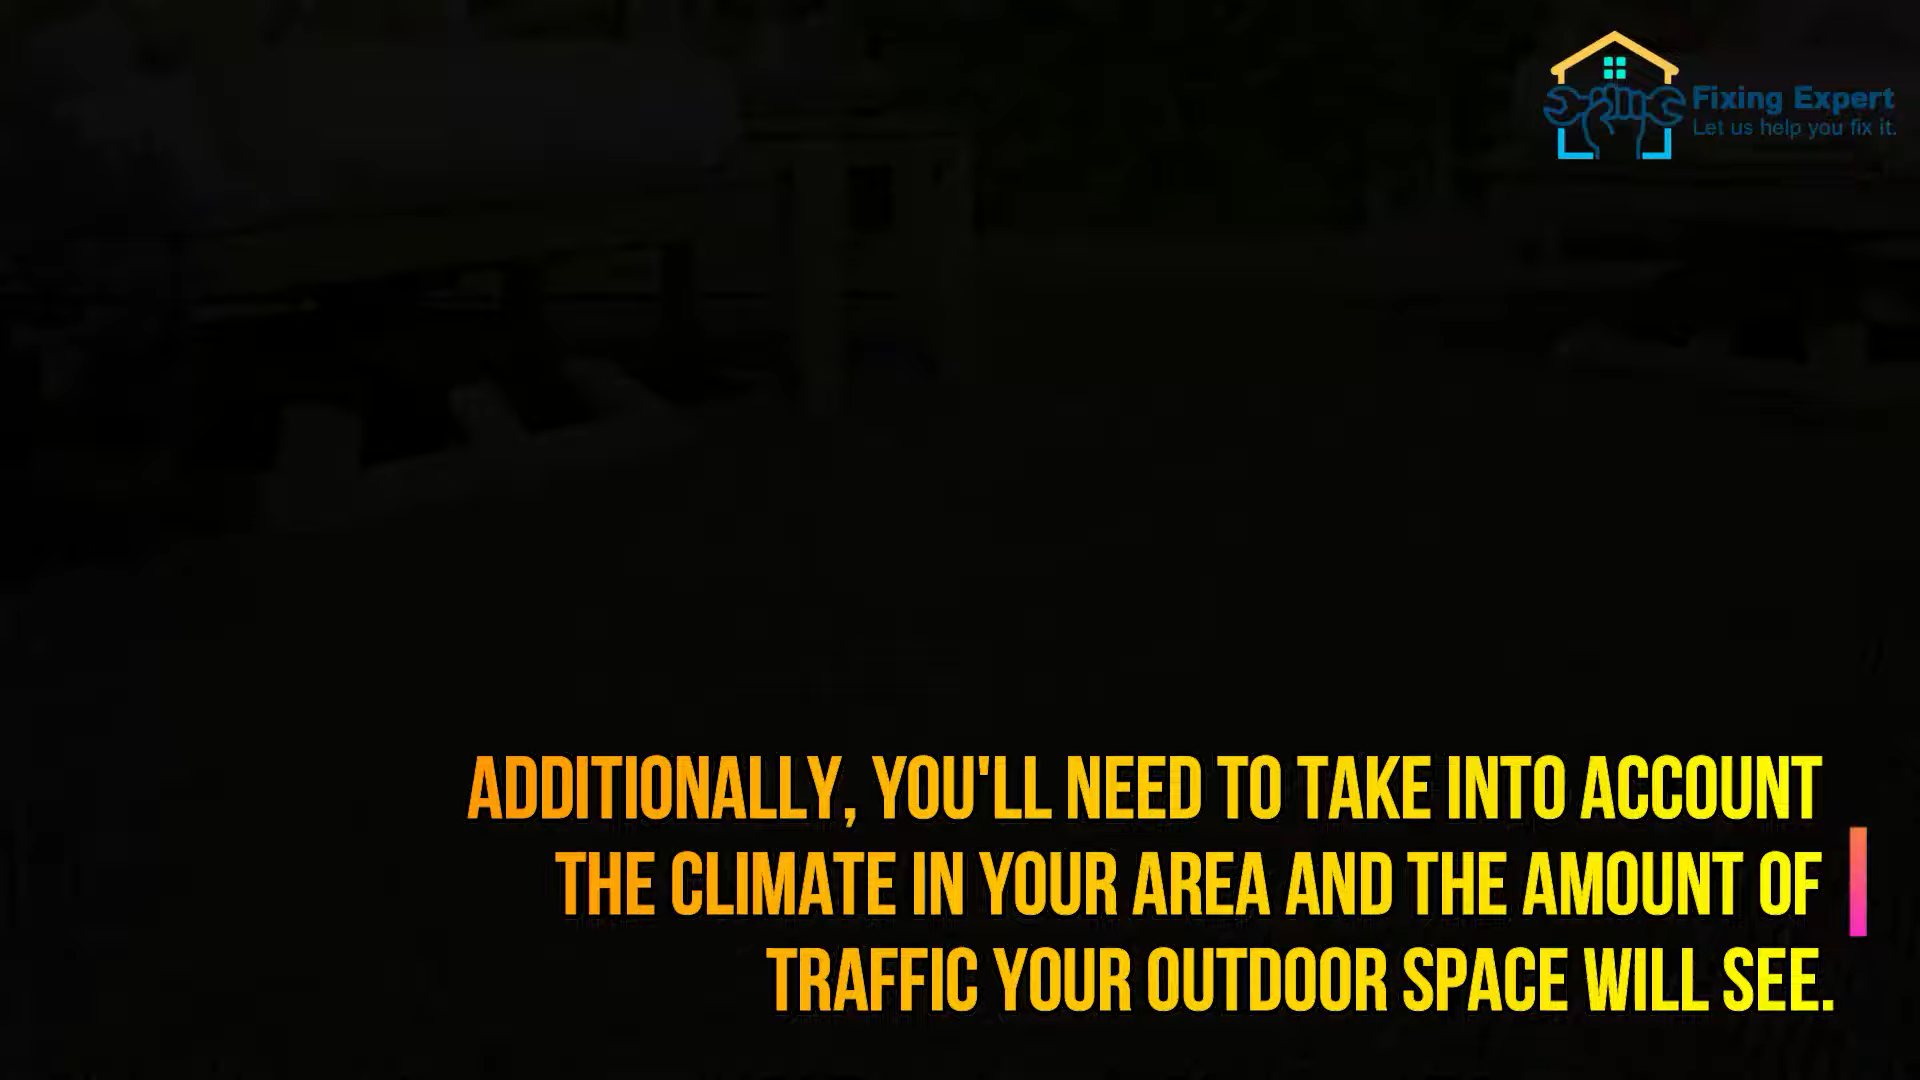 Fixing Expert
Let us help you fix it.
ADDITIONALLY, YOU'LL NEED TO TAKE INTO ACCOUNT
THE CLIMATE IN YOUR AREA AND THE AMOUNT OF
TRAFFIC YOUR OUTDOOR SPACE WILL SEE.